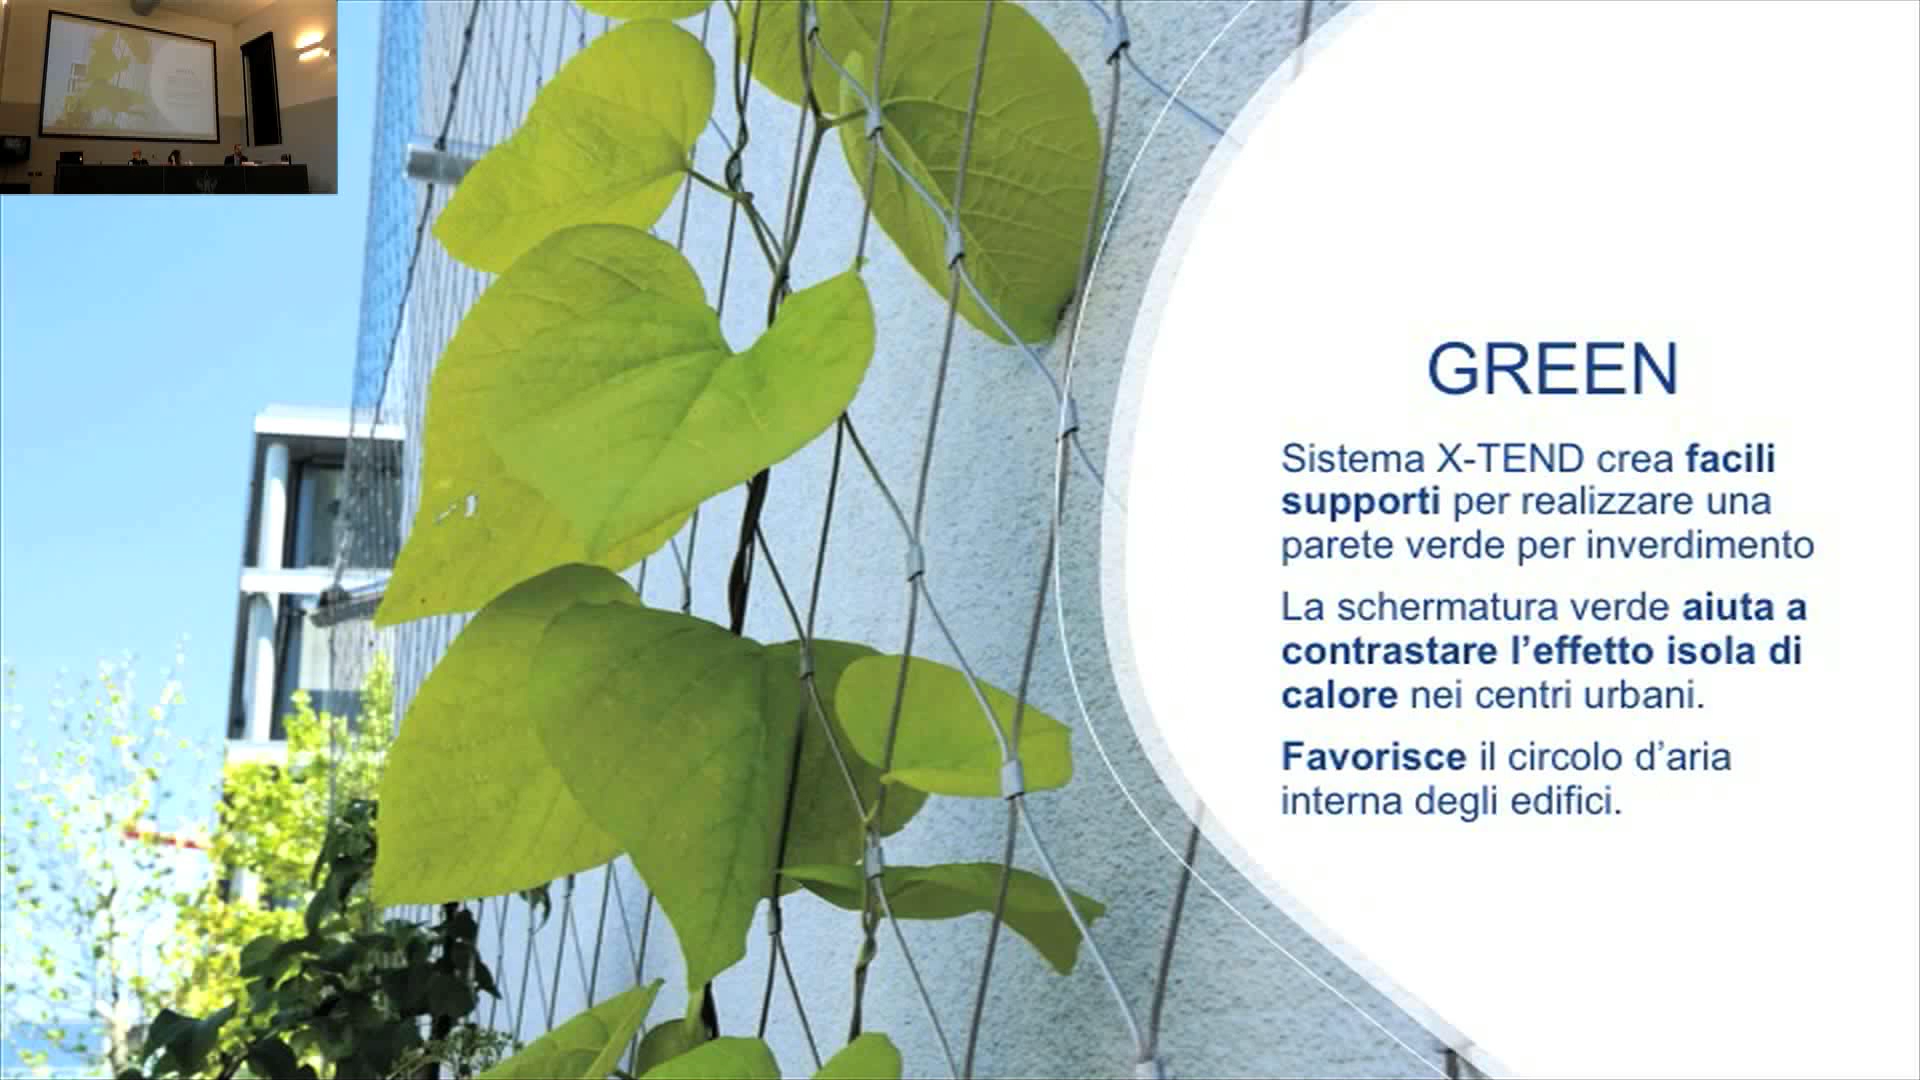 GREEN
Sistema X-TEND crea facili
supporti per realizzare una
parete verde per inverdimento
La schermatura verde aiuta a
contrastare l'effetto isola di
calore nei centri urbani.
Favorisce il circolo d'aria
interna degli edifici.